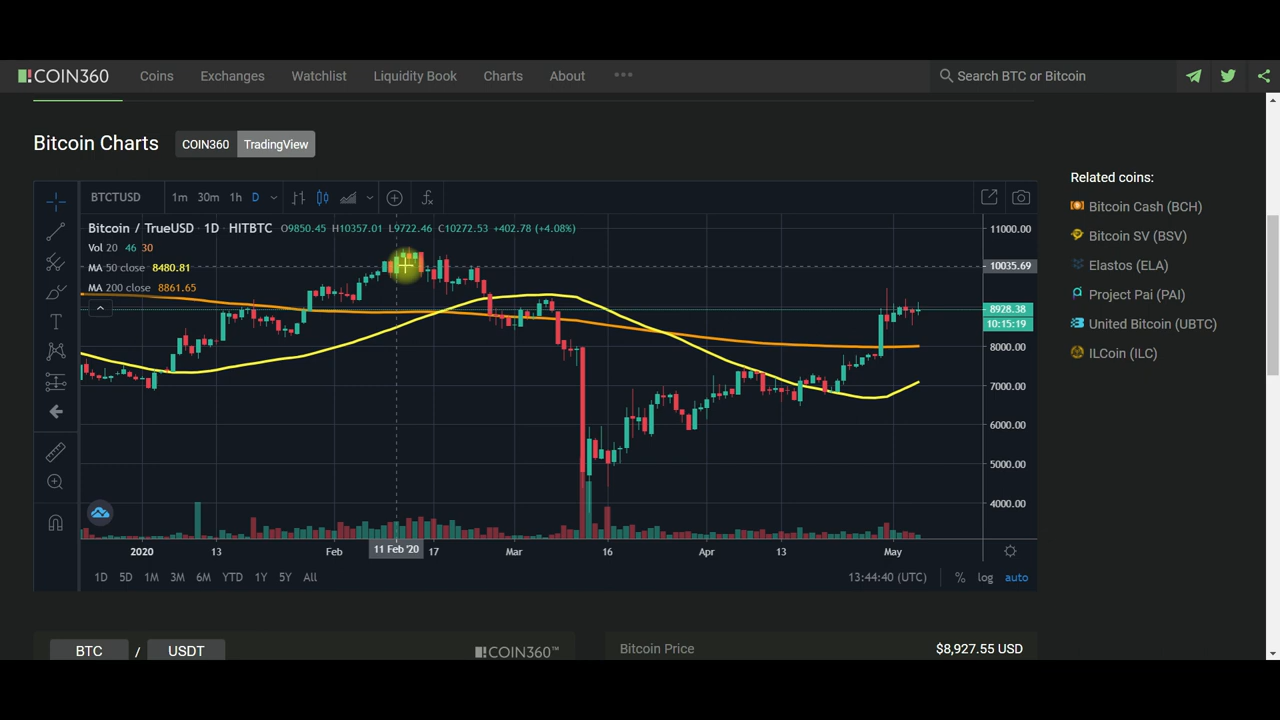 COIN360 Coins Exchanges Watchlist Liquidity Book Charts About ••• Search BTC or Bitcoin
Bitcoin Charts COIN360 TradingView
BTCTUSD 1m 30m 1h D
Bitcoin / TrueUSD · 1D · HITBTC O9850.45 H10357.01 L9722.46 C10272.53 +402.78 (+4.08%)
Vol 20 46 30
MA 50 close 8480.81
MA 200 close 8861.65
11000.00
10035.69
8928.38
10:15:19
8000.00
7000.00
6000.00
5000.00
4000.00
2020 13 Feb 11 Feb '20 17 Mar 16 Apr 13 May
1D 5D 1M 3M 6M YTD 1Y 5Y All 13:44:40 (UTC) % log auto
Related coins:
Bitcoin Cash (BCH)
Bitcoin SV (BSV)
Elastos (ELA)
Project Pai (PAI)
United Bitcoin (UBTC)
ILCoin (ILC)
BTC / USDT COIN360™ Bitcoin Price $8,927.55 USD